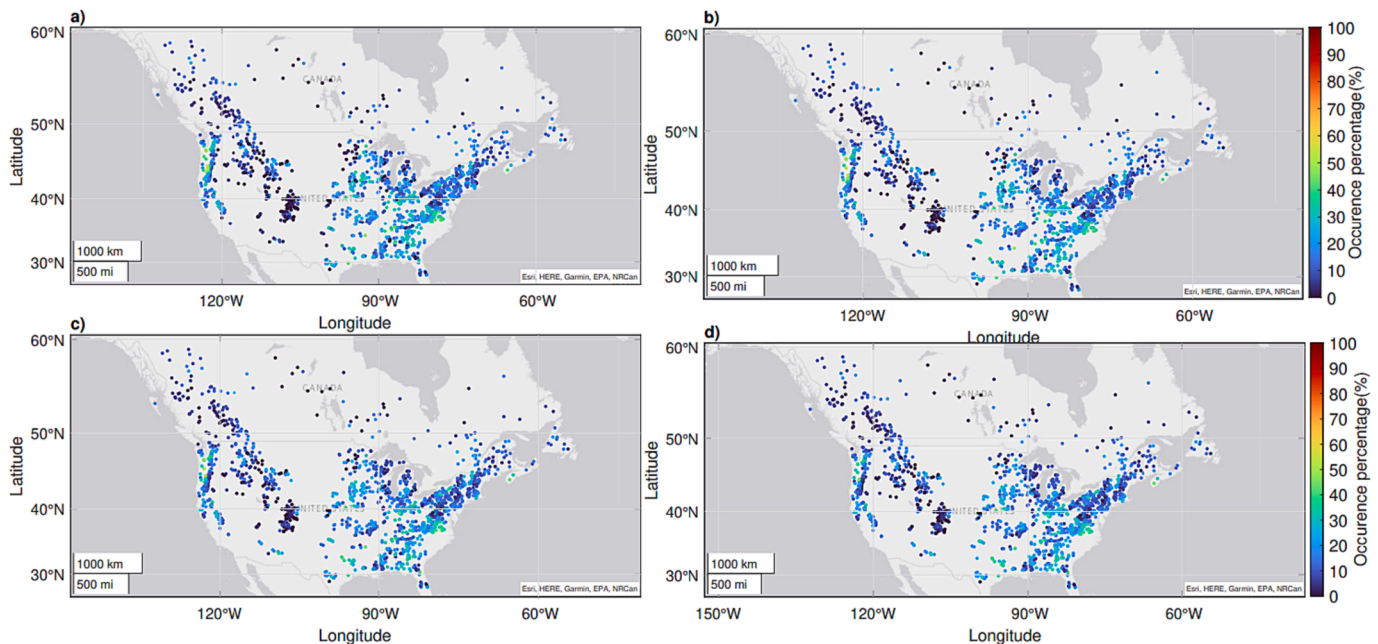 a)
60°N
50°N
40°N
30°N
Latitude
CANADA
UNITED STATES
1000 km
500 mi
Esri, HERE, Garmin, EPA, NRCan
120°W
90°W
60°W
Longitude
b)
60°N
50°N
40°N
30°N
Latitude
CANADA
UNITED STATES
1000 km
500 mi
Esri, HERE, Garmin, EPA, NRCan
120°W
90°W
60°W
Longitude
100
90
80
70
60
50
40
30
20
10
0
Occurence percentage(%)
c)
60°N
50°N
40°N
30°N
Latitude
CANADA
UNITED STATES
1000 km
500 mi
Esri, HERE, Garmin, EPA, NRCan
120°W
90°W
60°W
Longitude
d)
60°N
50°N
40°N
30°N
Latitude
CANADA
UNITED STATES
1000 km
500 mi
Esri, HERE, Garmin, EPA, NRCan
150°W
120°W
90°W
60°W
Longitude
100
90
80
70
60
50
40
30
20
10
0
Occurence percentage(%)